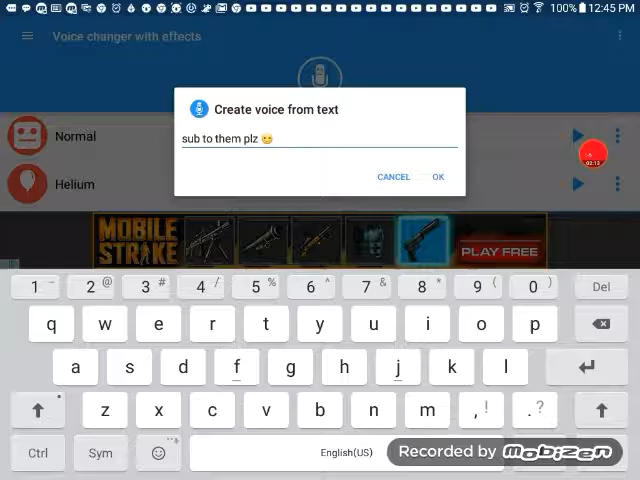 100% 12:45 PM
Voice changer with effects
Create voice from text
sub to them plz 😊
CANCEL OK
Normal
02:13
Helium
MOBILE
STRIKE
PLAY FREE
1 - 2 @ 3 # 4 / 5 % 6 ^ 7 & 8 * 9 ( 0 ) Del
q w e r t y u i o p
a s d f g h j k l
z x c v b n m , ! . ?
Ctrl Sym English(US)
Recorded by Mobizen